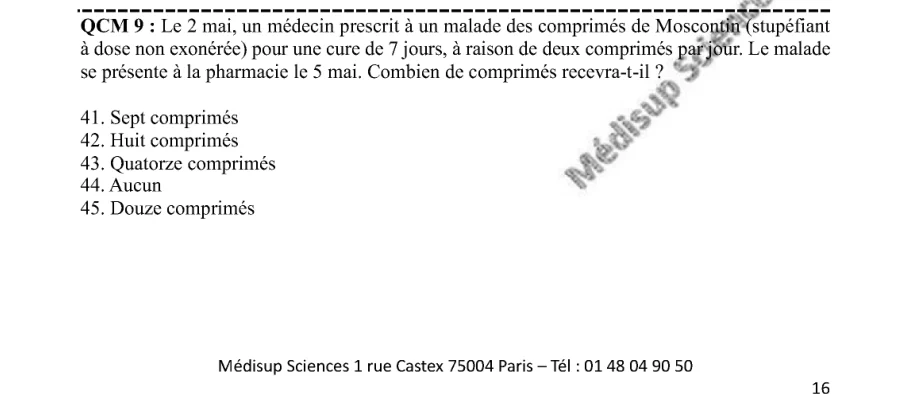 QCM 9 : Le 2 mai, un médecin prescrit à un malade des comprimés de Moscontin (stupéfiant
à dose non exonérée) pour une cure de 7 jours, à raison de deux comprimés par jour. Le malade
se présente à la pharmacie le 5 mai. Combien de comprimés recevra-t-il ?
41. Sept comprimés
42. Huit comprimés
43. Quatorze comprimés
44. Aucun
45. Douze comprimés
Médisup Scienc
Médisup Sciences 1 rue Castex 75004 Paris – Tél : 01 48 04 90 50
16